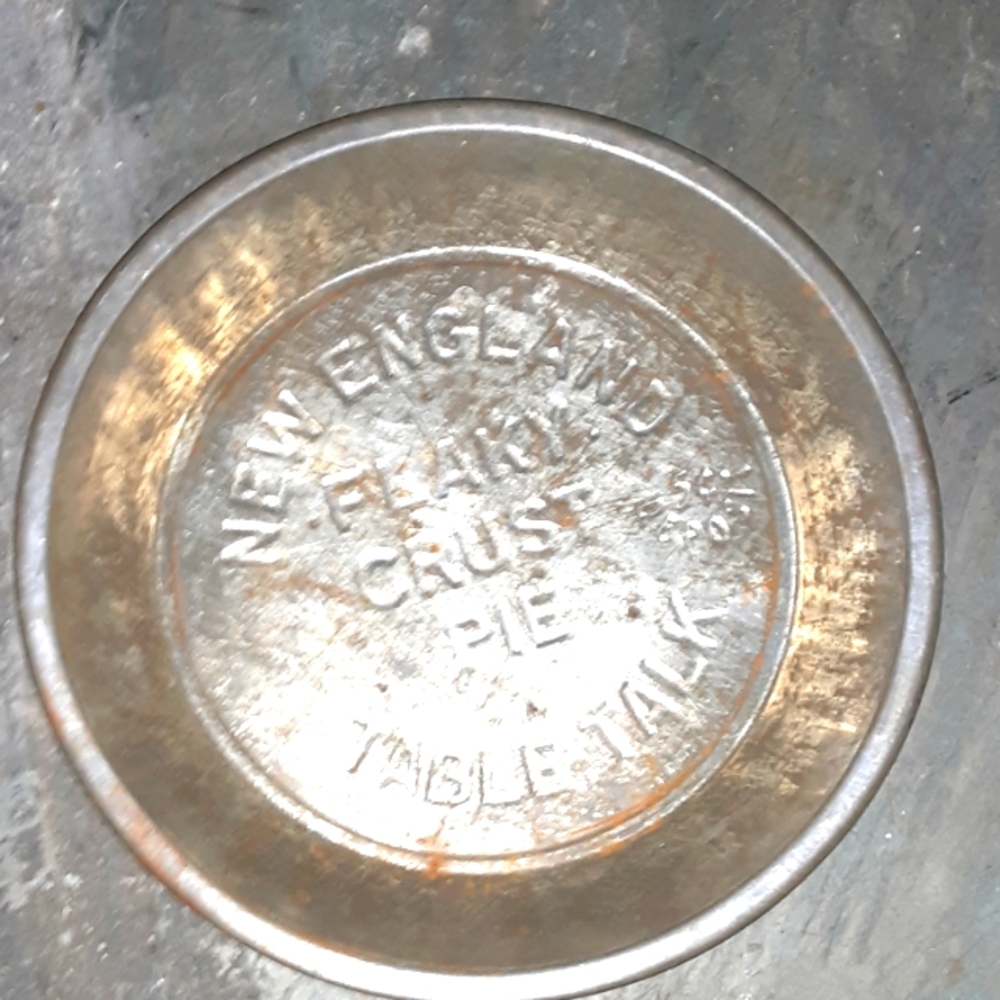 NEW ENGLAND
FLAKY
CRUST
PIE
TABLE TALK